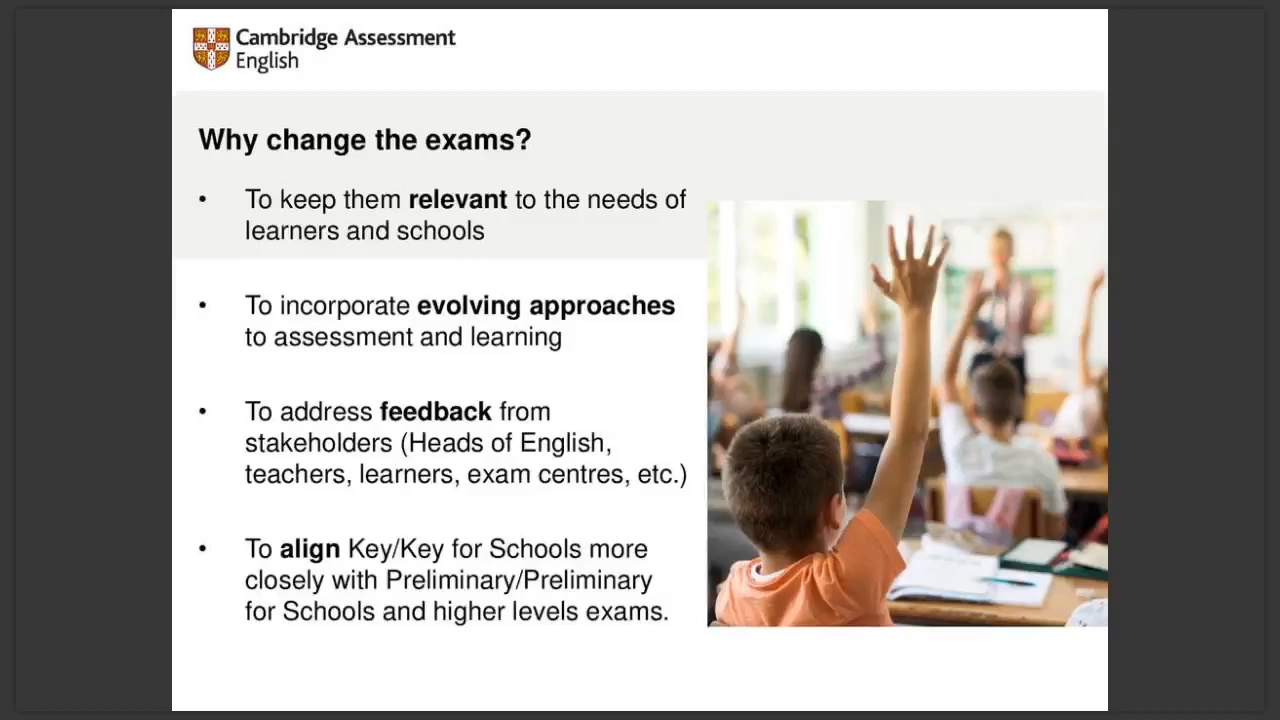 Cambridge Assessment
English
Why change the exams?
• To keep them relevant to the needs of
learners and schools
• To incorporate evolving approaches
to assessment and learning
• To address feedback from
stakeholders (Heads of English,
teachers, learners, exam centres, etc.)
• To align Key/Key for Schools more
closely with Preliminary/Preliminary
for Schools and higher levels exams.